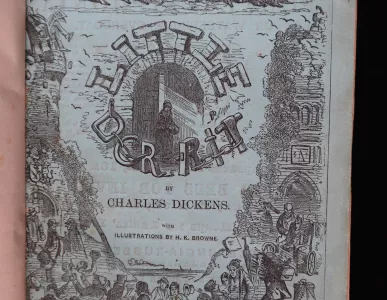 LITTLE
DORRIT
BY
CHARLES DICKENS.
WITH
ILLUSTRATIONS BY H. K. BROWNE.